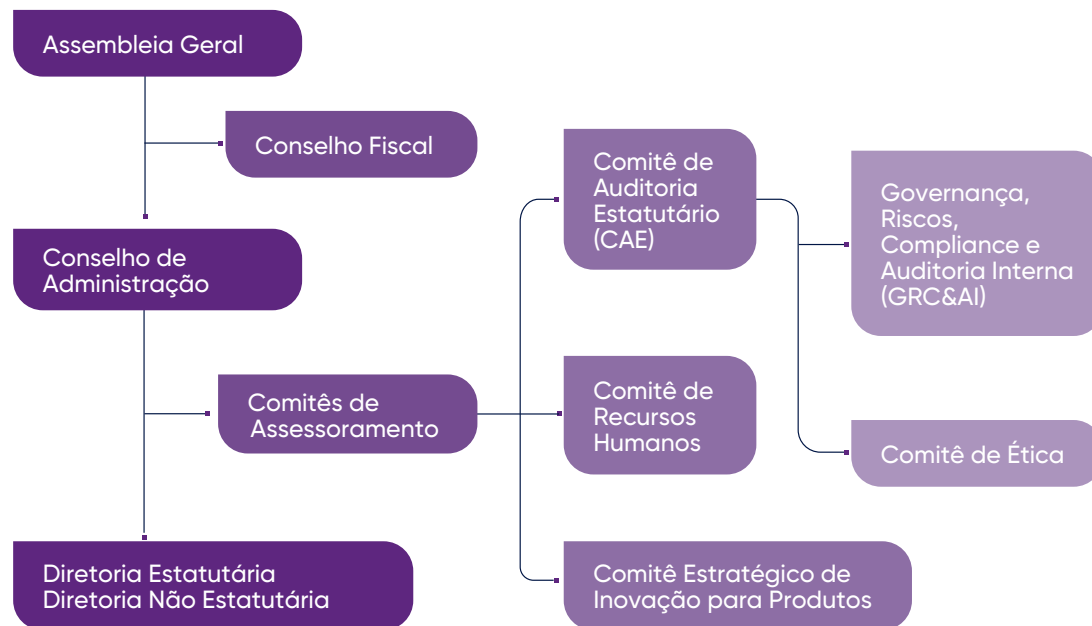 Assembleia Geral
Conselho Fiscal
Conselho de
Administração
Comitês de
Assessoramento
Diretoria Estatutária
Diretoria Não Estatutária
Comitê de
Auditoria
Estatutário
(CAE)
Comitê de
Recursos
Humanos
Comitê Estratégico de
Inovação para Produtos
Governança,
Riscos,
Compliance e
Auditoria Interna
(GRC&AI)
Comitê de Ética